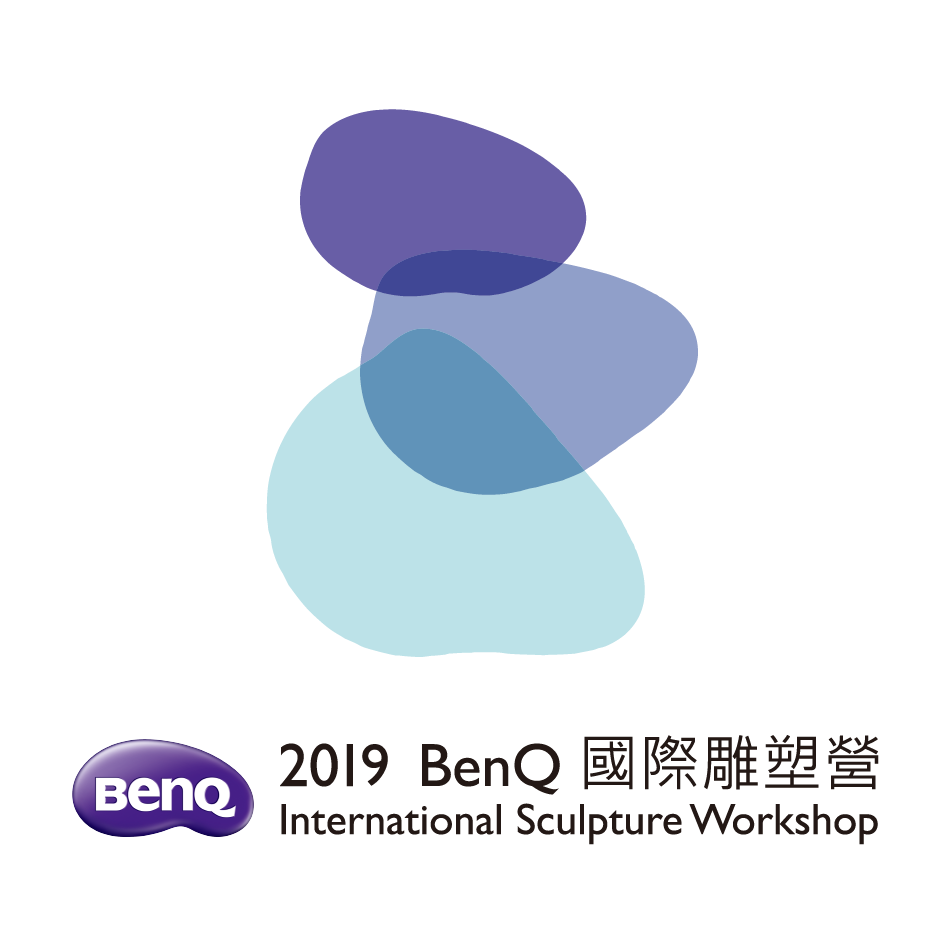 BenQ
2019 BenQ 國際雕塑營
International Sculpture Workshop